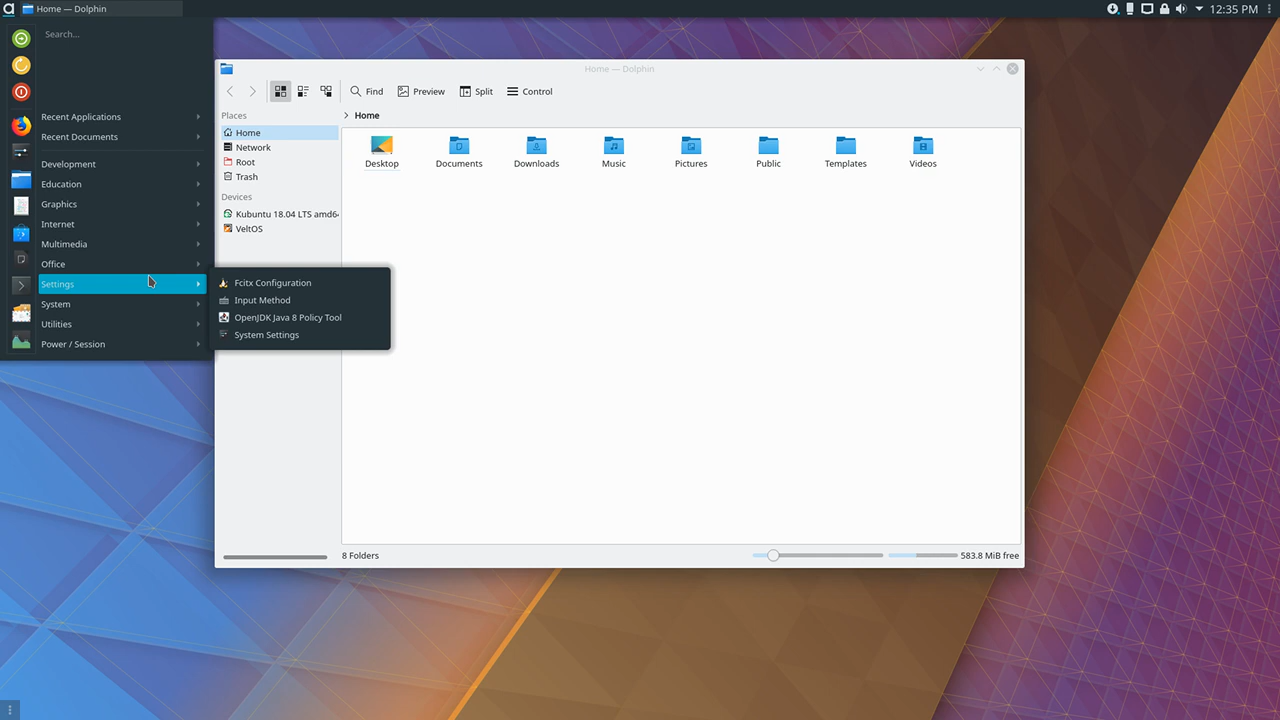 Home — Dolphin
12:35 PM
Search...
Recent Applications
Recent Documents
Development
Education
Graphics
Internet
Multimedia
Office
Settings
System
Utilities
Power / Session
Fcitx Configuration
Input Method
OpenJDK Java 8 Policy Tool
System Settings
Home — Dolphin
Find Preview Split Control
Places
Home
Network
Root
Trash
Devices
Kubuntu 18.04 LTS amd6
VeltOS
Home
Desktop Documents Downloads Music Pictures Public Templates Videos
8 Folders
583.8 MiB free